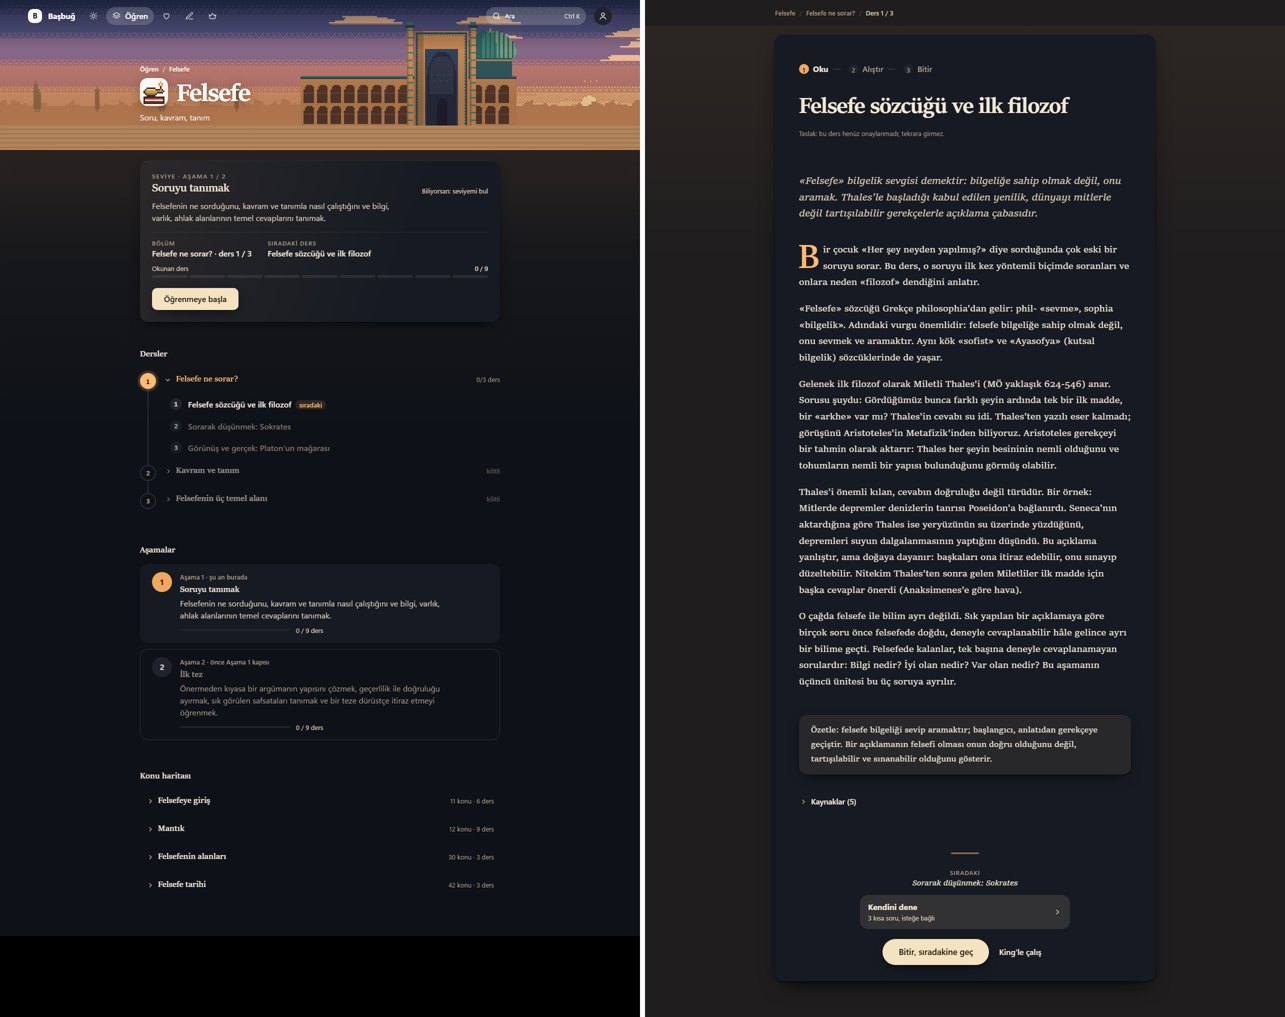 B Başbuğ
Öğren
Ara Ctrl K
Öğren / Felsefe
Felsefe
Soru, kavram, tanım
SEVİYE · AŞAMA 1 / 2
Soruyu tanımak
Biliyorsan: seviyemi bul
Felsefenin ne sorduğunu, kavram ve tanımla nasıl çalıştığını ve bilgi,
varlık, ahlak alanlarının temel cevaplarını tanımak.
BÖLÜM
Felsefe ne sorar? · ders 1 / 3
SIRADAKİ DERS
Felsefe sözcüğü ve ilk filozof
Okunan ders 0 / 9
Öğrenmeye başla
Dersler
1 Felsefe ne sorar? 0/3 ders
1 Felsefe sözcüğü ve ilk filozof sıradaki
2 Sorarak düşünmek: Sokrates
3 Görünüş ve gerçek: Platon'un mağarası
2 Kavram ve tanım kilitli
3 Felsefenin üç temel alanı kilitli
Aşamalar
1 Aşama 1 · şu an burada
Soruyu tanımak
Felsefenin ne sorduğunu, kavram ve tanımla nasıl çalıştığını ve bilgi, varlık,
ahlak alanlarının temel cevaplarını tanımak.
0 / 9 ders
2 Aşama 2 · önce Aşama 1 kapısı
İlk tez
Önermeden kıyasa bir argümanın yapısını çözmek, geçerlilik ile doğruluğu
ayırmak, sık görülen safsataları tanımak ve bir teze dürüstçe itiraz etmeyi
öğrenmek.
0 / 9 ders
Konu haritası
Felsefeye giriş 11 konu · 6 ders
Mantık 12 konu · 9 ders
Felsefenin alanları 30 konu · 3 ders
Felsefe tarihi 42 konu · 3 ders
Felsefe / Felsefe ne sorar? / Ders 1 / 3
1 Oku 2 Alıştır 3 Bitir
Felsefe sözcüğü ve ilk filozof
Taslak: bu ders henüz onaylanmadı; tekrara girmez.
«Felsefe» bilgelik sevgisi demektir: bilgeliğe sahip olmak değil, onu
aramak. Thales'le başladığı kabul edilen yenilik, dünyayı mitlerle
değil tartışılabilir gerekçelerle açıklama çabasıdır.
Bir çocuk «Her şey neyden yapılmış?» diye sorduğunda çok eski bir
soruyu sorar. Bu ders, o soruyu ilk kez yöntemli biçimde soranları ve
onlara neden «filozof» dendiğini anlatır.
«Felsefe» sözcüğü Grekçe philosophia'dan gelir: phil- «sevme», sophia
«bilgelik». Adındaki vurgu önemlidir: felsefe bilgeliğe sahip olmak değil,
onu sevmek ve aramaktır. Aynı kök «sofist» ve «Ayasofya» (kutsal
bilgelik) sözcüklerinde de yaşar.
Gelenek ilk filozof olarak Miletli Thales'i (MÖ yaklaşık 624-546) anar.
Sorusu şuydu: Gördüğümüz bunca farklı şeyin ardında tek bir ilk madde,
bir «arkhe» var mı? Thales'in cevabı su idi. Thales'ten yazılı eser kalmadı;
görüşünü Aristoteles'in Metafizik'inden biliyoruz. Aristoteles gerekçeyi
bir tahmin olarak aktarır: Thales her şeyin besininin nemli olduğunu ve
tohumların nemli bir yapısı bulunduğunu görmüş olabilir.
Thales'i önemli kılan, cevabın doğruluğu değil türüdür. Bir örnek:
Mitlerde depremler denizlerin tanrısı Poseidon'a bağlanırdı. Seneca'nın
aktardığına göre Thales ise yeryüzünün su üzerinde yüzdüğünü,
depremleri suyun dalgalanmasının yaptığını düşündü. Bu açıklama
yanlıştır, ama doğaya dayanır: başkaları ona itiraz edebilir, onu sınayıp
düzeltebilir. Nitekim Thales'ten sonra gelen Miletliler ilk madde için
başka cevaplar önerdi (Anaksimenes'e göre hava).
O çağda felsefe ile bilim ayrı değildi. Sık yapılan bir açıklamaya göre
birçok soru önce felsefede doğdu, deneyle cevaplanabilir hâle gelince ayrı
bir bilime geçti. Felsefede kalanlar, tek başına deneyle cevaplanamayan
sorulardır: Bilgi nedir? İyi olan nedir? Var olan nedir? Bu aşamanın
üçüncü ünitesi bu üç soruya ayrılır.
Özetle: felsefe bilgeliği sevip aramaktır; başlangıcı, anlatıdan gerekçeye
geçiştir. Bir açıklamanın felsefi olması onun doğru olduğunu değil,
tartışılabilir ve sınanabilir olduğunu gösterir.
Kaynaklar (5)
SIRADAKİ
Sorarak düşünmek: Sokrates
Kendini dene
3 kısa soru, isteğe bağlı
Bitir, sıradakine geç King'le çalış